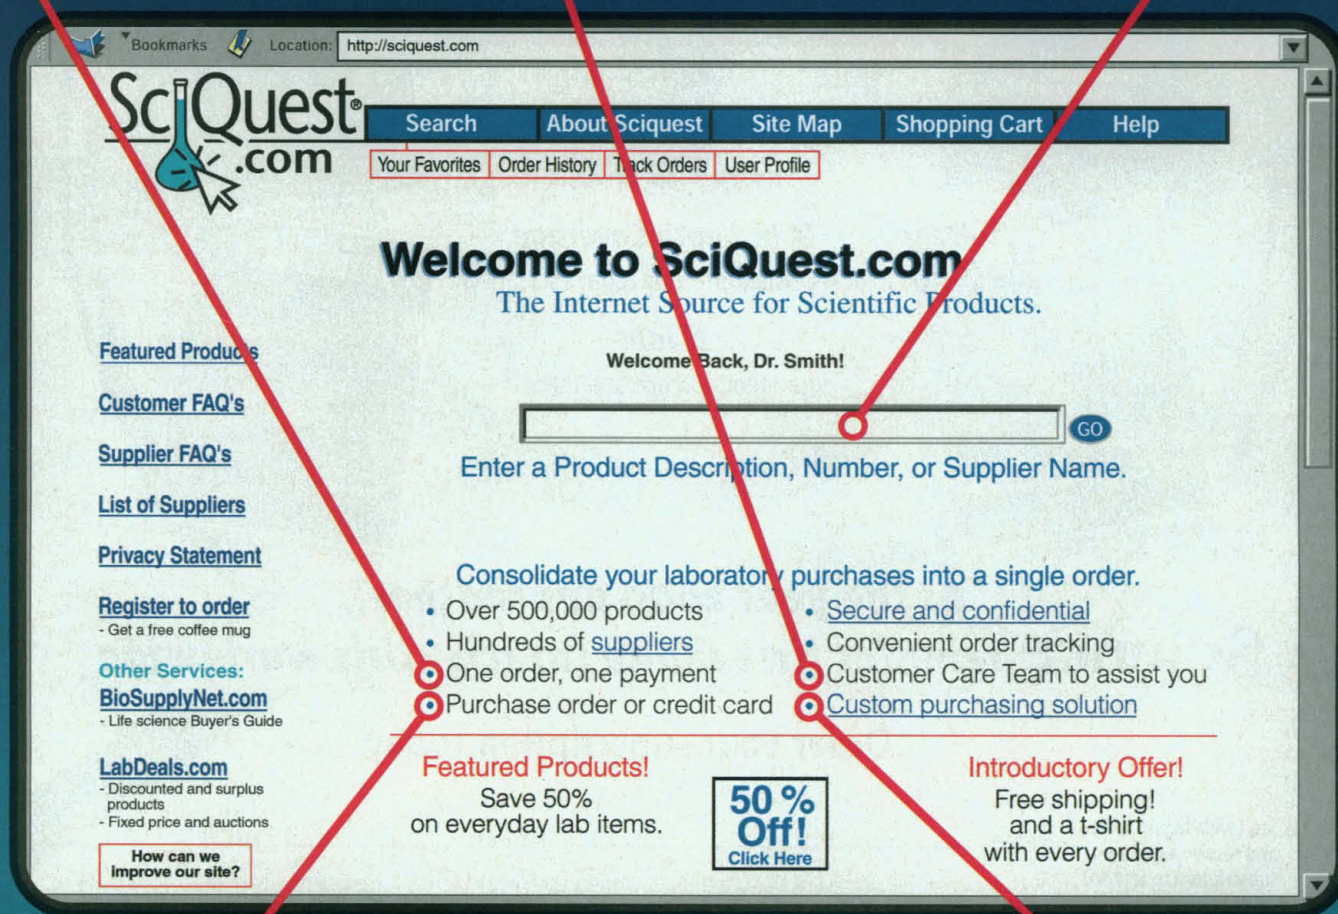 Bookmarks Location: http://sciquest.com
SciQuest®
.com
Search About Sciquest Site Map Shopping Cart Help
Your Favorites Order History Track Orders User Profile
Welcome to SciQuest.com
The Internet Source for Scientific Products.
Welcome Back, Dr. Smith!
GO
Enter a Product Description, Number, or Supplier Name.
Featured Products
Customer FAQ's
Supplier FAQ's
List of Suppliers
Privacy Statement
Register to order
- Get a free coffee mug
Other Services:
BioSupplyNet.com
- Life science Buyer's Guide
LabDeals.com
- Discounted and surplus
products
- Fixed price and auctions
How can we
improve our site?
Consolidate your laboratory purchases into a single order.
• Over 500,000 products
• Hundreds of suppliers
• One order, one payment
• Purchase order or credit card
• Secure and confidential
• Convenient order tracking
• Customer Care Team to assist you
• Custom purchasing solution
Featured Products!
Save 50%
on everyday lab items.
50 %
Off!
Click Here
Introductory Offer!
Free shipping!
and a t-shirt
with every order.